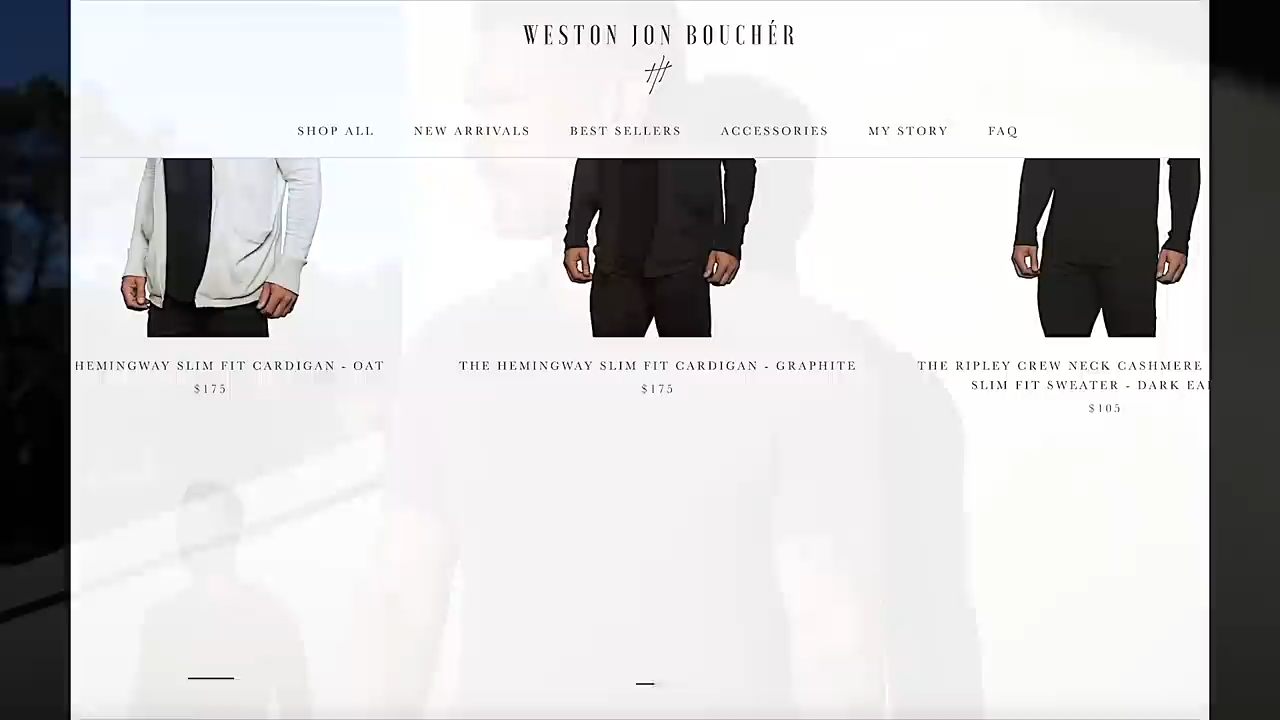 WESTON JON BOUCHÉR
SHOP ALL NEW ARRIVALS BEST SELLERS ACCESSORIES MY STORY FAQ
HEMINGWAY SLIM FIT CARDIGAN - OAT
$175
THE HEMINGWAY SLIM FIT CARDIGAN - GRAPHITE
$175
THE RIPLEY CREW NECK CASHMERE
SLIM FIT SWEATER - DARK
$105